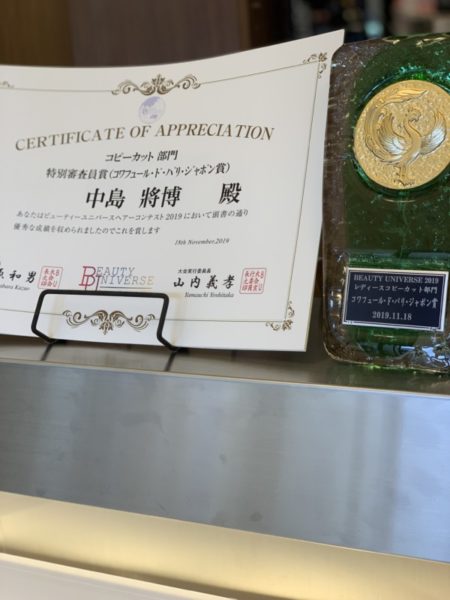 CERTIFICATE OF APPRECIATION
コピーカット 部門
特別審査員賞(コワフュール・ド・パリ・ジャポン賞)
中島 將博 殿
あなたはビューティーユニバースヘアーコンテスト2019において頭書の通り
優秀な成績を収められましたのでこれを賞します
18th November,2019
大会実行委員長
和男
BEAUTY
UNIVERSE
山内義孝
Yamauchi Yoshitaka
BEAUTY UNIVERSE 2019
レディースコピーカット部門
コワフュール・ド・パリ・ジャポン賞
2019.11.18